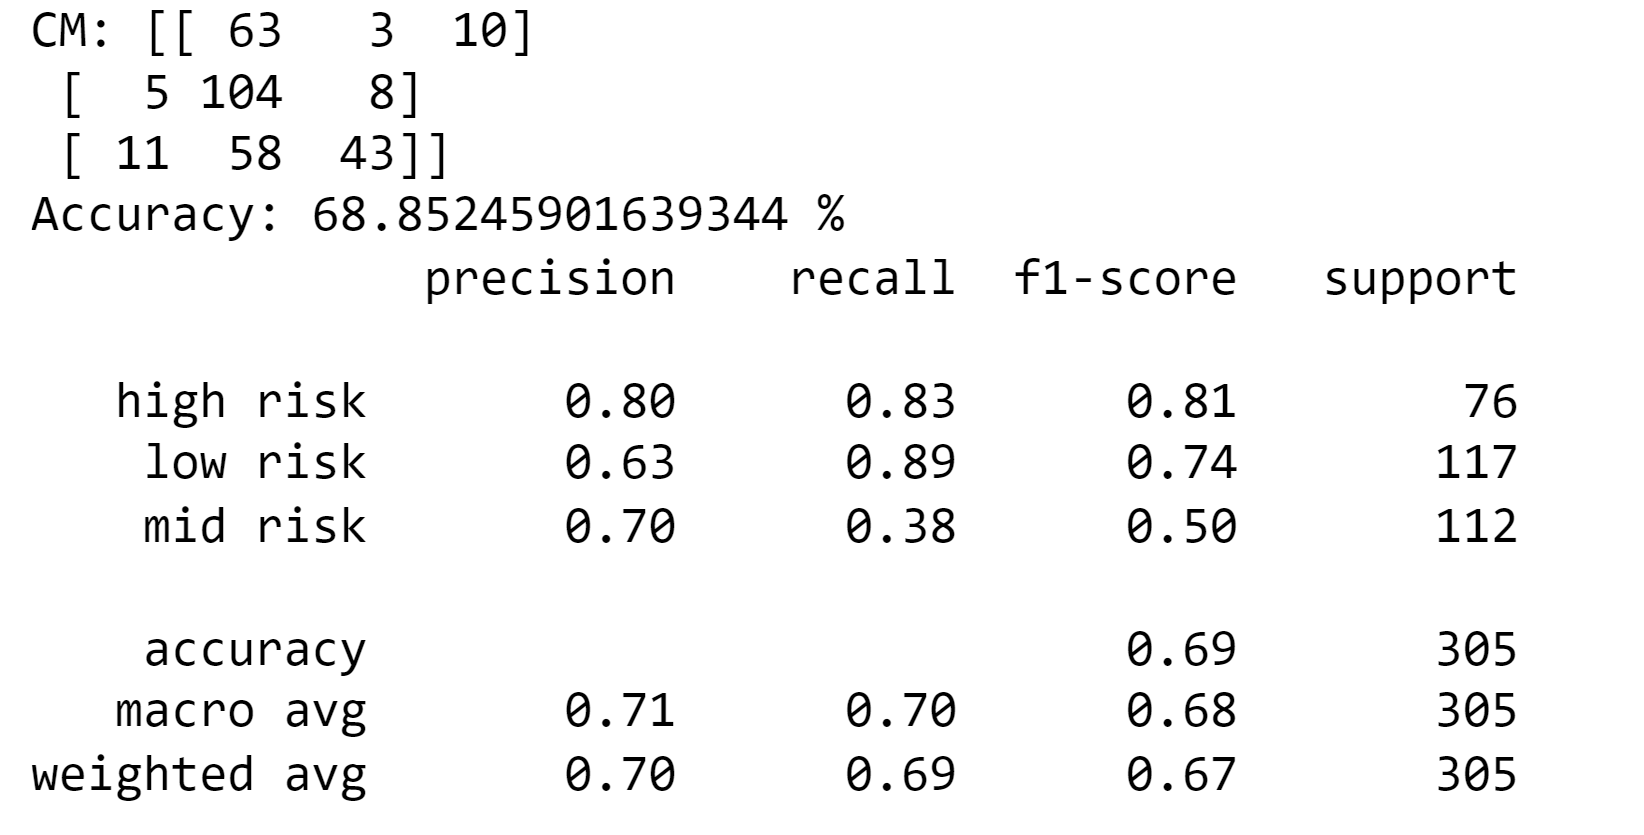 CM: [[ 63   3  10]
 [  5 104   8]
 [ 11  58  43]]
Accuracy: 68.85245901639344 %
              precision    recall  f1-score   support

   high risk       0.80      0.83      0.81        76
    low risk       0.63      0.89      0.74       117
    mid risk       0.70      0.38      0.50       112

    accuracy                           0.69       305
   macro avg       0.71      0.70      0.68       305
weighted avg       0.70      0.69      0.67       305